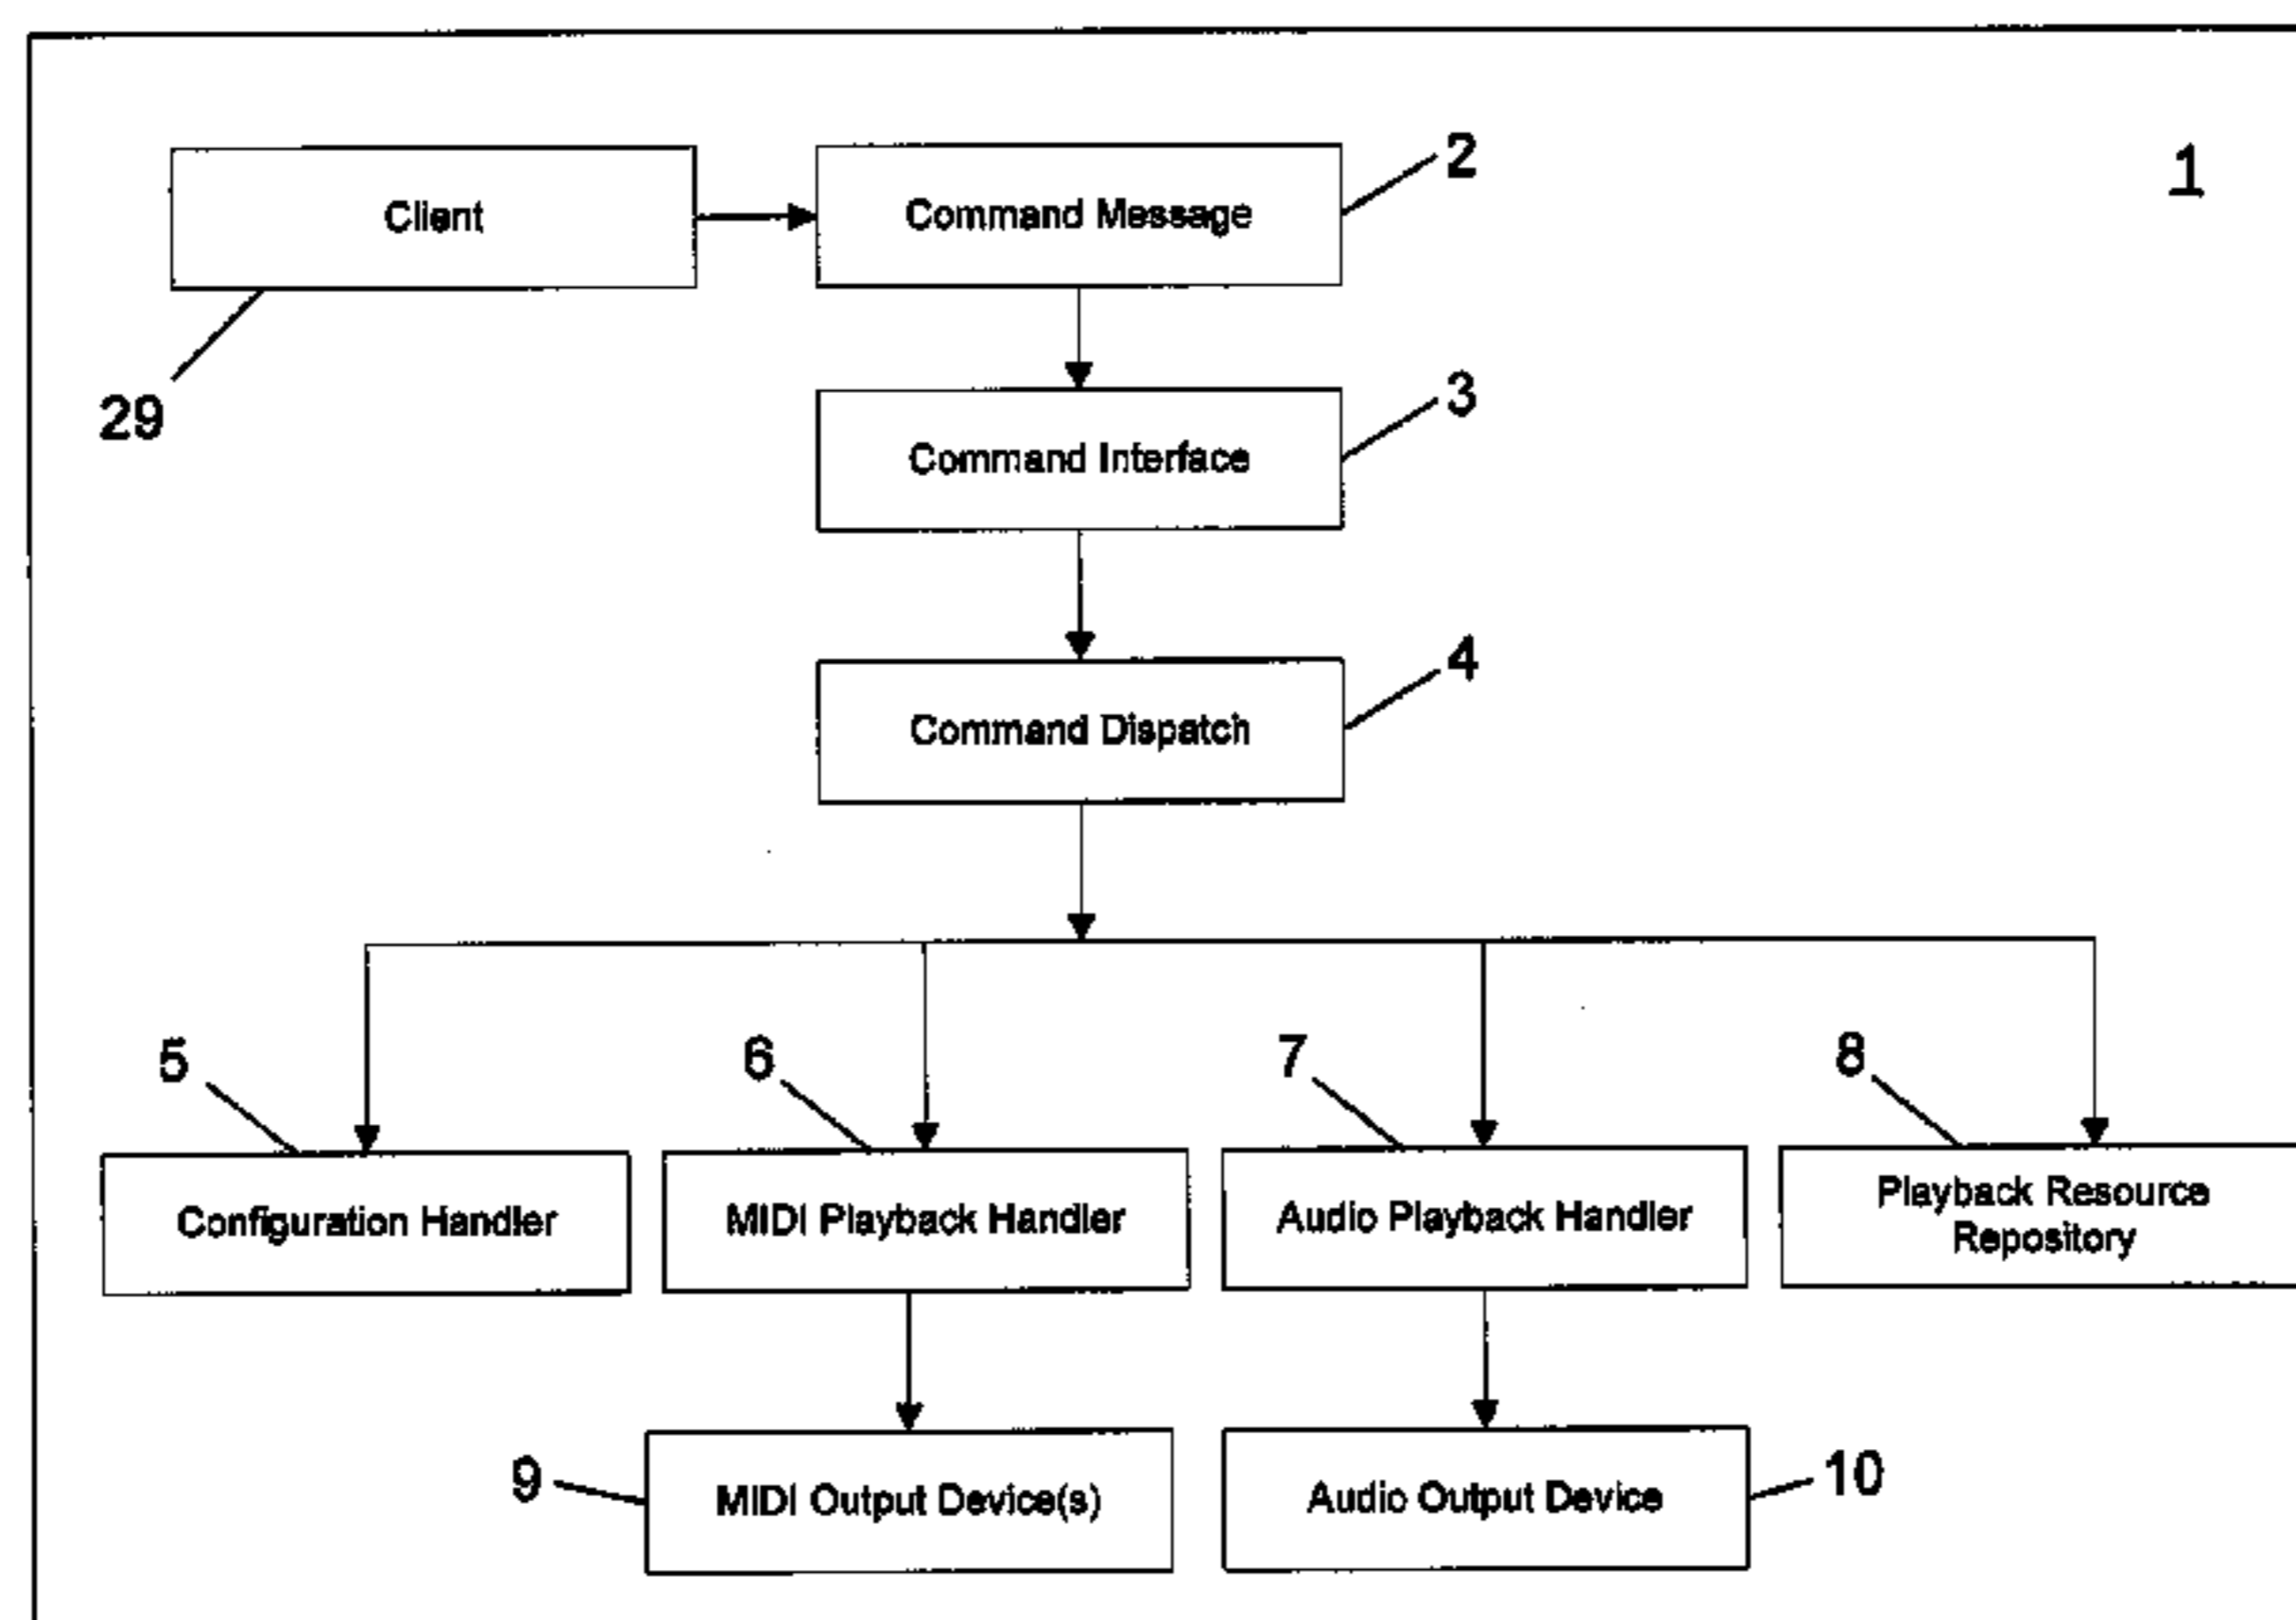 2
1
Client
Command Message
29
3
Command Interface
4
Command Dispatch
5
6
7
8
Configuration Handler
MIDI Playback Handler
Audio Playback Handler
Playback Resource
Repository
9
MIDI Output Device(s)
Audio Output Device
10